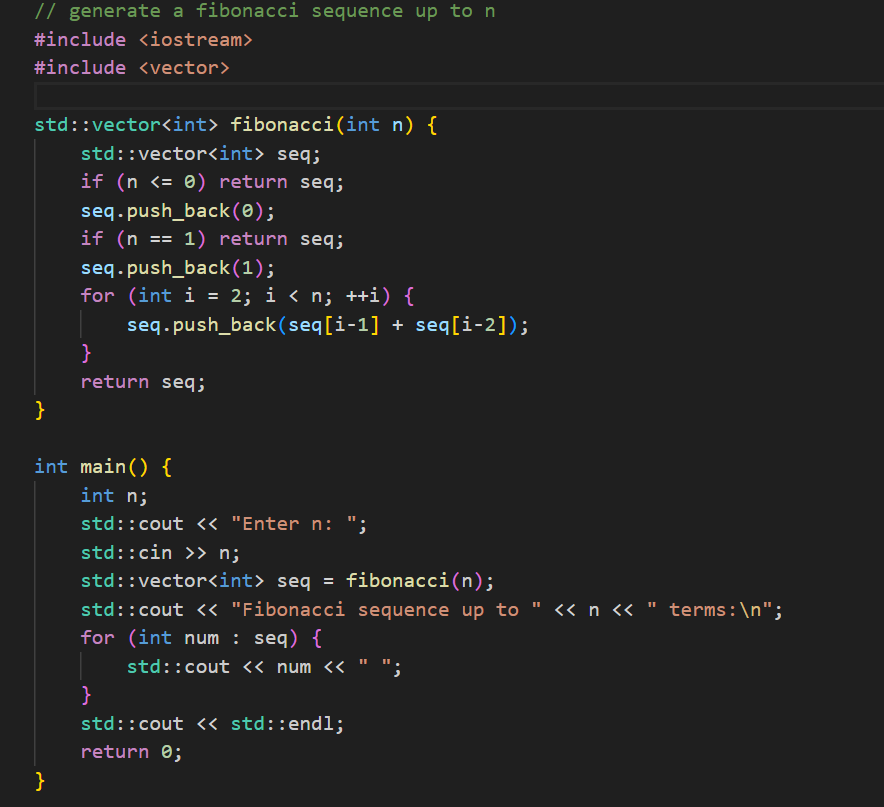 // generate a fibonacci sequence up to n
#include <iostream>
#include <vector>

std::vector<int> fibonacci(int n) {
    std::vector<int> seq;
    if (n <= 0) return seq;
    seq.push_back(0);
    if (n == 1) return seq;
    seq.push_back(1);
    for (int i = 2; i < n; ++i) {
        seq.push_back(seq[i-1] + seq[i-2]);
    }
    return seq;
}

int main() {
    int n;
    std::cout << "Enter n: ";
    std::cin >> n;
    std::vector<int> seq = fibonacci(n);
    std::cout << "Fibonacci sequence up to " << n << " terms:\n";
    for (int num : seq) {
        std::cout << num << " ";
    }
    std::cout << std::endl;
    return 0;
}